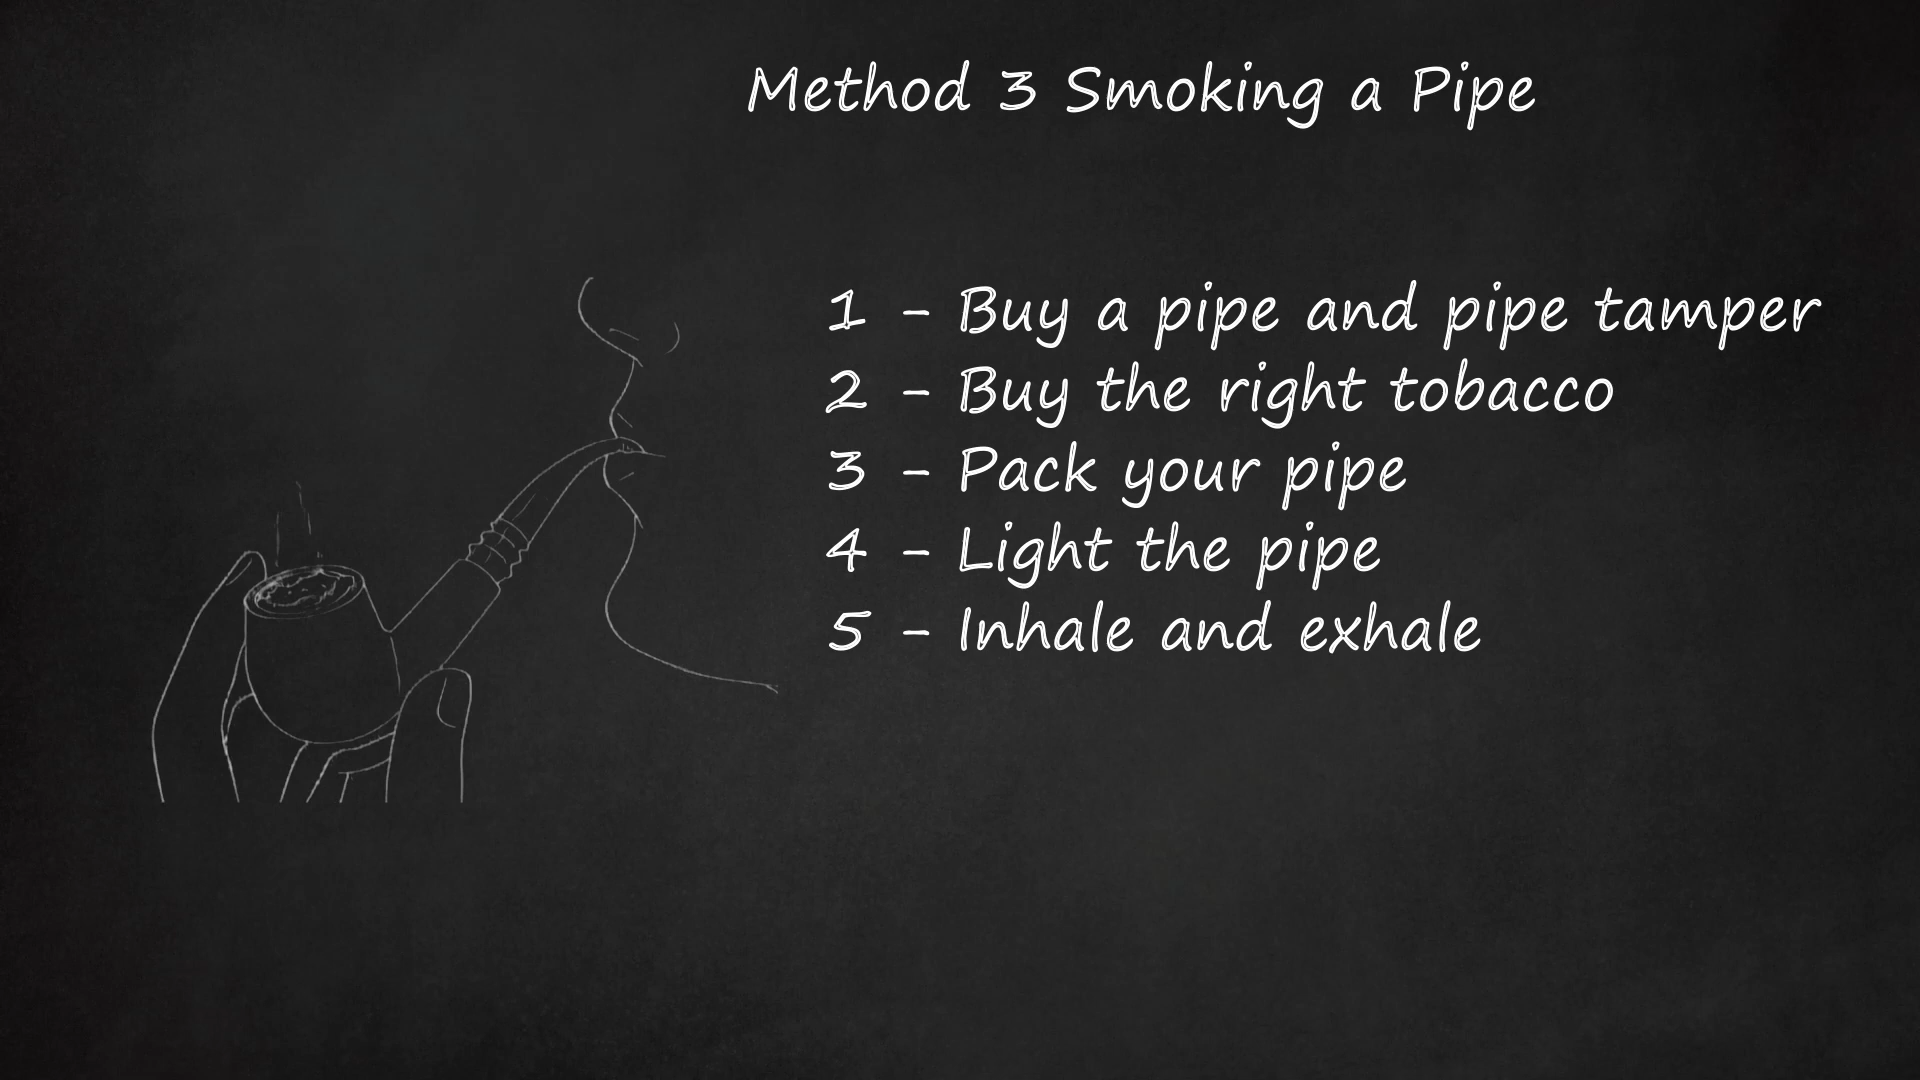 Method 3 Smoking a Pipe
1 - Buy a pipe and pipe tamper
2 - Buy the right tobacco
3 - Pack your pipe
4 - Light the pipe
5 - Inhale and exhale